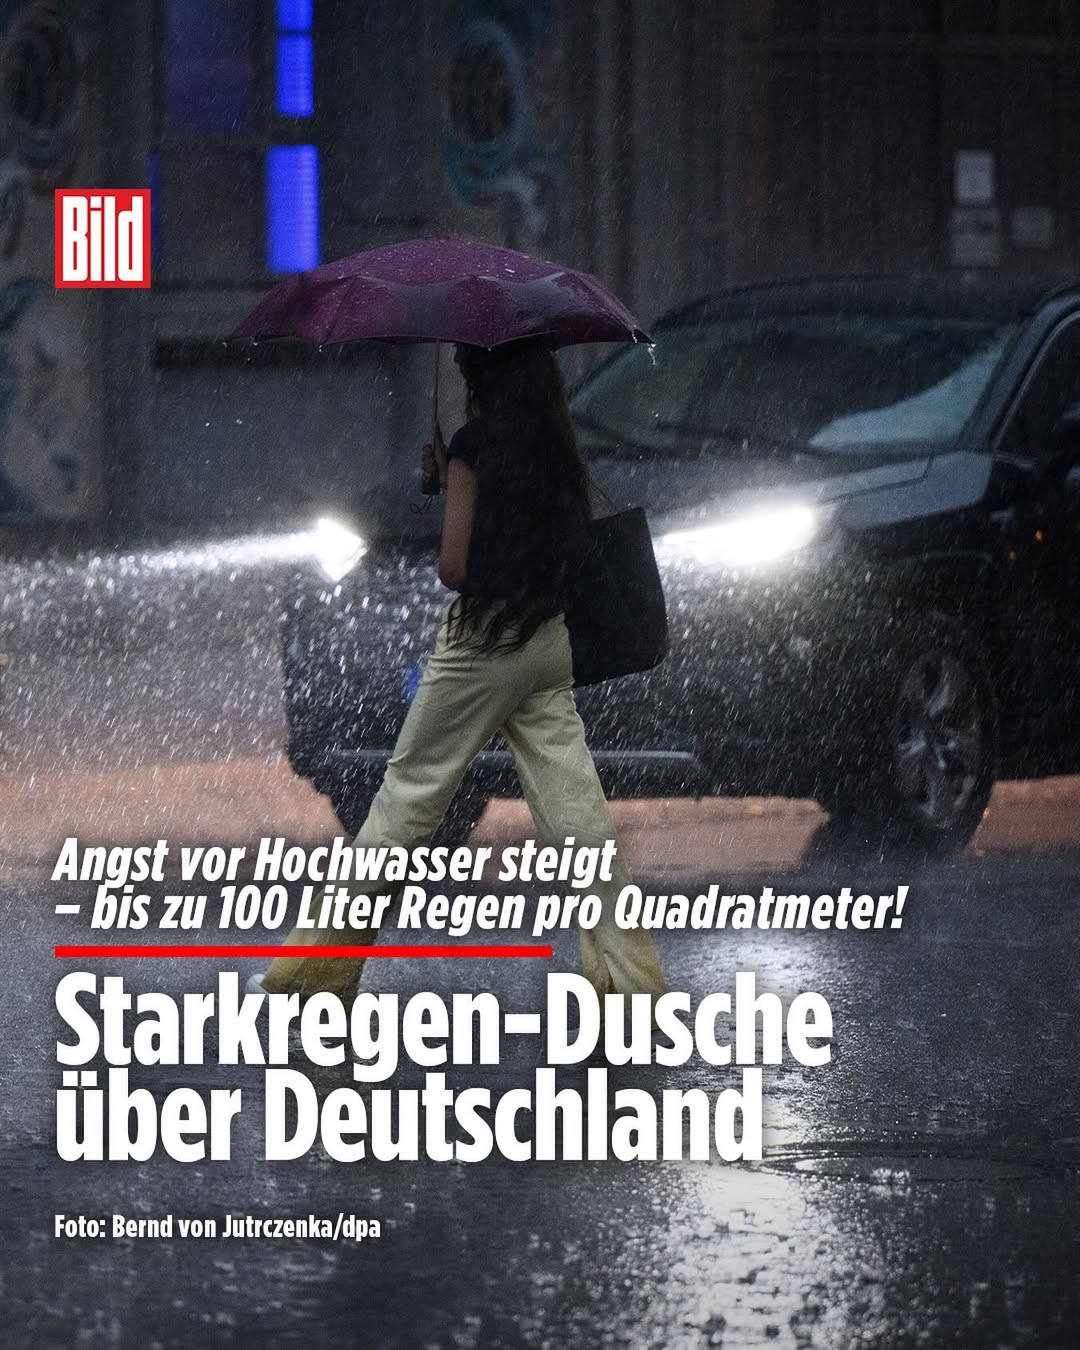 Bild
Angst vor Hochwasser steigt
– bis zu 100 Liter Regen pro Quadratmeter!
Starkregen-Dusche
über Deutschland
Foto: Bernd von Jutrczenka/dpa